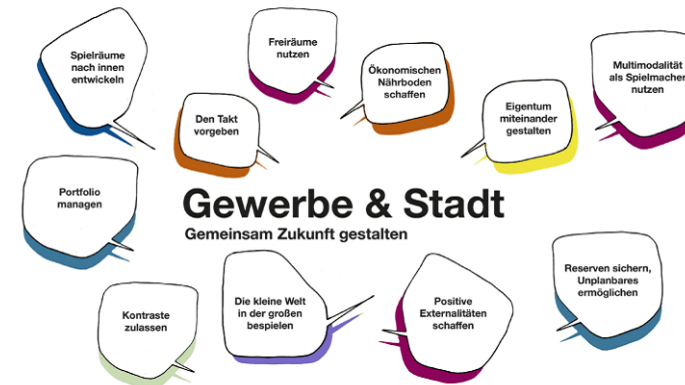 Spielräume
nach innen
entwickeln
Freiräume
nutzen
Ökonomischen
Nährboden
schaffen
Multimodalität
als Spielmacher
nutzen
Den Takt
vorgeben
Eigentum
miteinander
gestalten
Portfolio
managen
Gewerbe & Stadt
Gemeinsam Zukunft gestalten
Kontraste
zulassen
Die kleine Welt
in der großen
bespielen
Positive
Externalitäten
schaffen
Reserven sichern,
Unplanbares
ermöglichen